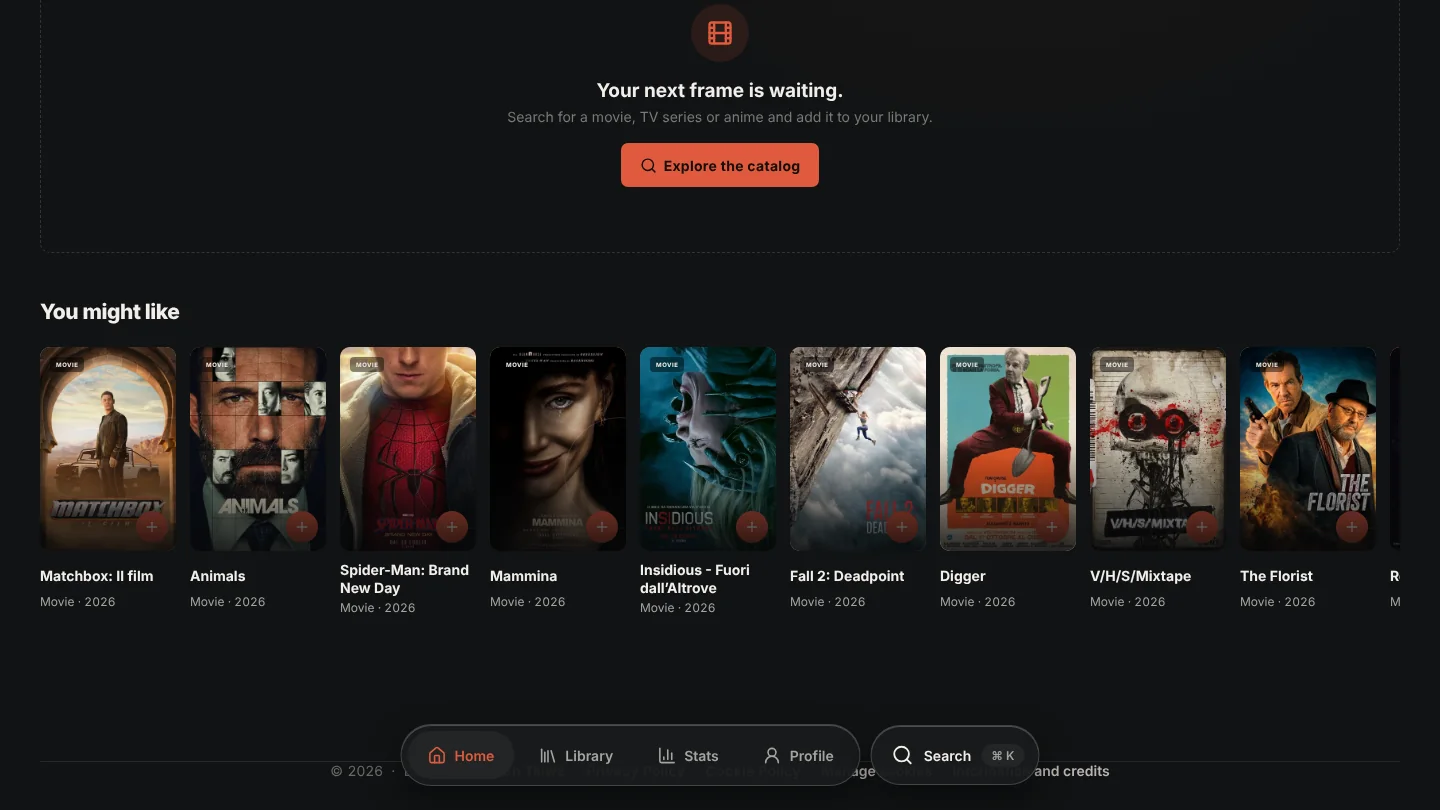 Your next frame is waiting.
Search for a movie, TV series or anime and add it to your library.
Explore the catalog
You might like
MOVIE
MATCHBOX
IL FILM
Matchbox: Il film
Movie · 2026
MOVIE
ANIMALS
Animals
Movie · 2026
MOVIE
Spider-Man: Brand
New Day
Movie · 2026
MOVIE
MAMMINA
Mammina
Movie · 2026
MOVIE
INSIDIOUS
Insidious - Fuori
dall'Altrove
Movie · 2026
MOVIE
FALL 2
Fall 2: Deadpoint
Movie · 2026
MOVIE
DIGGER
Digger
Movie · 2026
MOVIE
V/H/S/Mixtape
Movie · 2026
MOVIE
THE
FLORIST
The Florist
Movie · 2026
Home
Library
Stats
Profile
Search
⌘ K
© 2026 ·
and credits